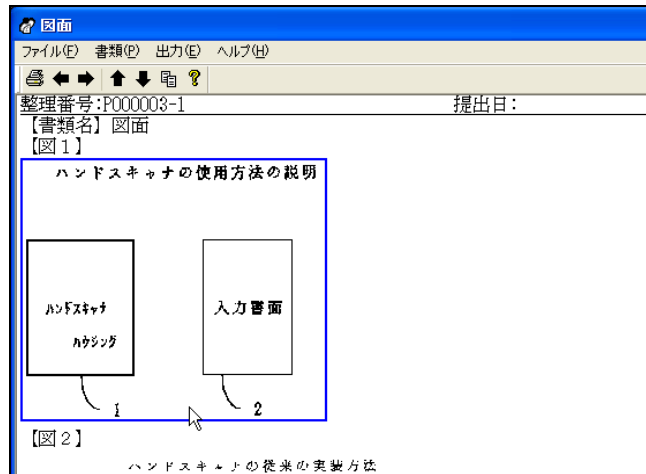 図面
ファイル(F) 書類(P) 出力(E) ヘルプ(H)
整理番号:P000003-1 提出日:
【書類名】図面
【図1】
ハンドスキャナの使用方法の説明
ハンドスキャナ
ハウジング
入力書面
1
2
【図2】
ハンドスキャナの従来の実装方法